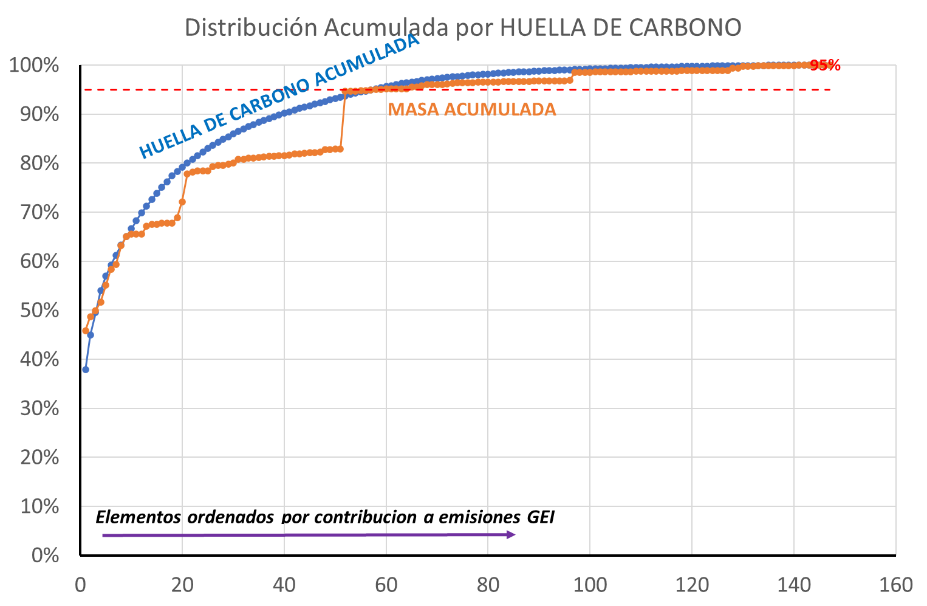 Distribución Acumulada por HUELLA DE CARBONO
HUELLA DE CARBONO ACUMULADA
100%
95%
90%
MASA ACUMULADA
80%
70%
60%
50%
40%
30%
20%
10%
Elementos ordenados por contribucion a emisiones GEI
0%
0 20 40 60 80 100 120 140 160